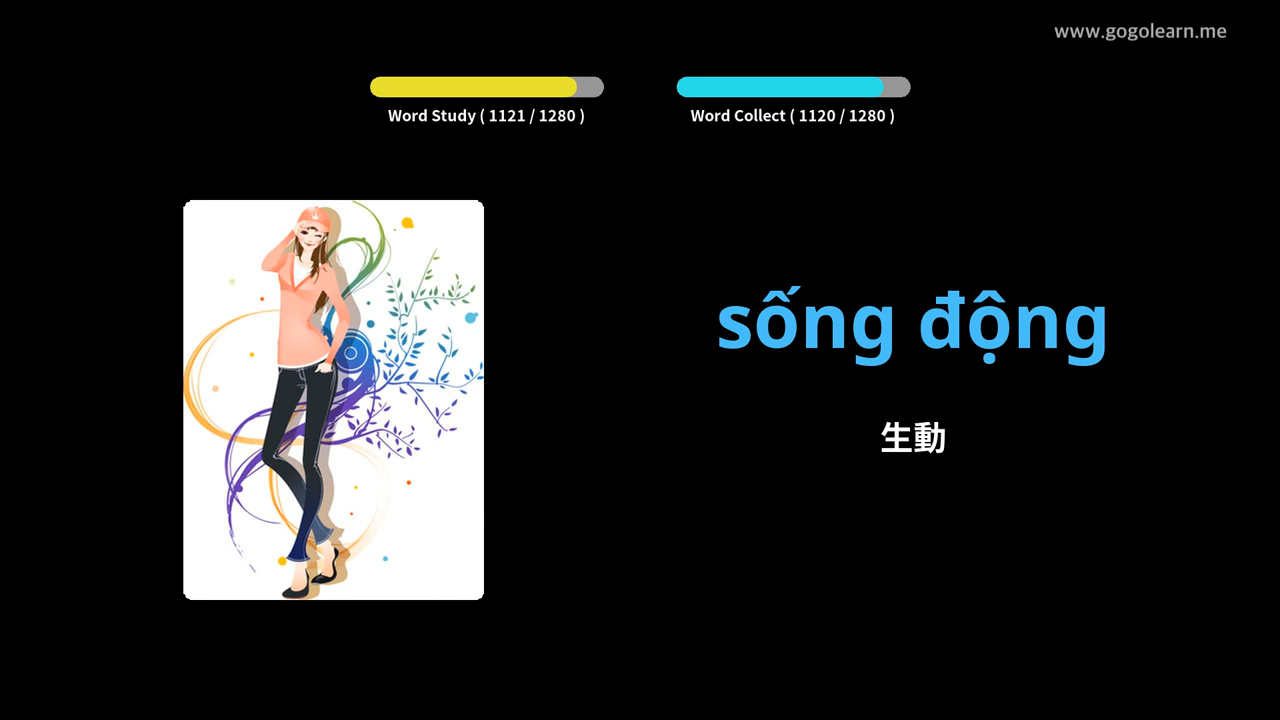 www.gogolearn.me
Word Study ( 1121 / 1280 )
Word Collect ( 1120 / 1280 )
sống động
生動